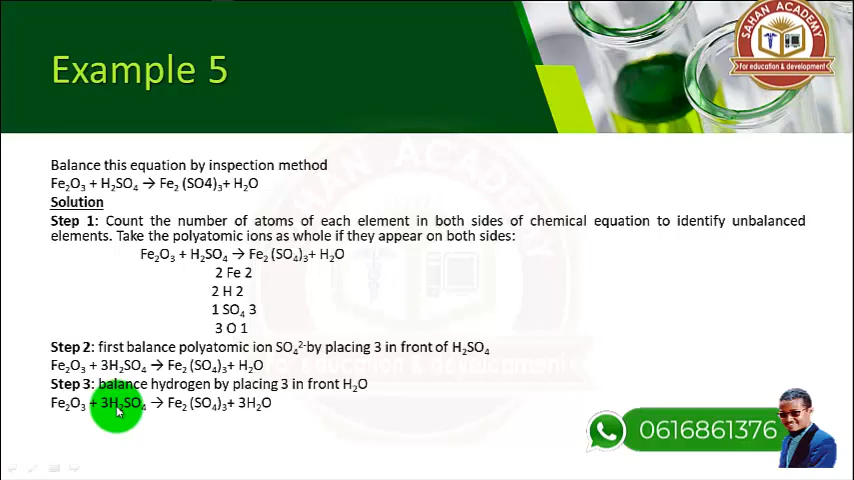 Example 5
SAHAN ACADEMY
For education & development
Balance this equation by inspection method
Fe₂O₃ + H₂SO₄ → Fe₂ (SO4)₃+ H₂O
Solution
Step 1: Count the number of atoms of each element in both sides of chemical equation to identify unbalanced
elements. Take the polyatomic ions as whole if they appear on both sides:
Fe₂O₃ + H₂SO₄ → Fe₂ (SO₄)₃+ H₂O
2 Fe 2
2 H 2
1 SO₄ 3
3 O 1
Step 2: first balance polyatomic ion SO₄²⁻by placing 3 in front of H₂SO₄
Fe₂O₃ + 3H₂SO₄ → Fe₂ (SO₄)₃+ H₂O
Step 3: balance hydrogen by placing 3 in front H₂O
Fe₂O₃ + 3H₂SO₄ → Fe₂ (SO₄)₃+ 3H₂O
0616861376